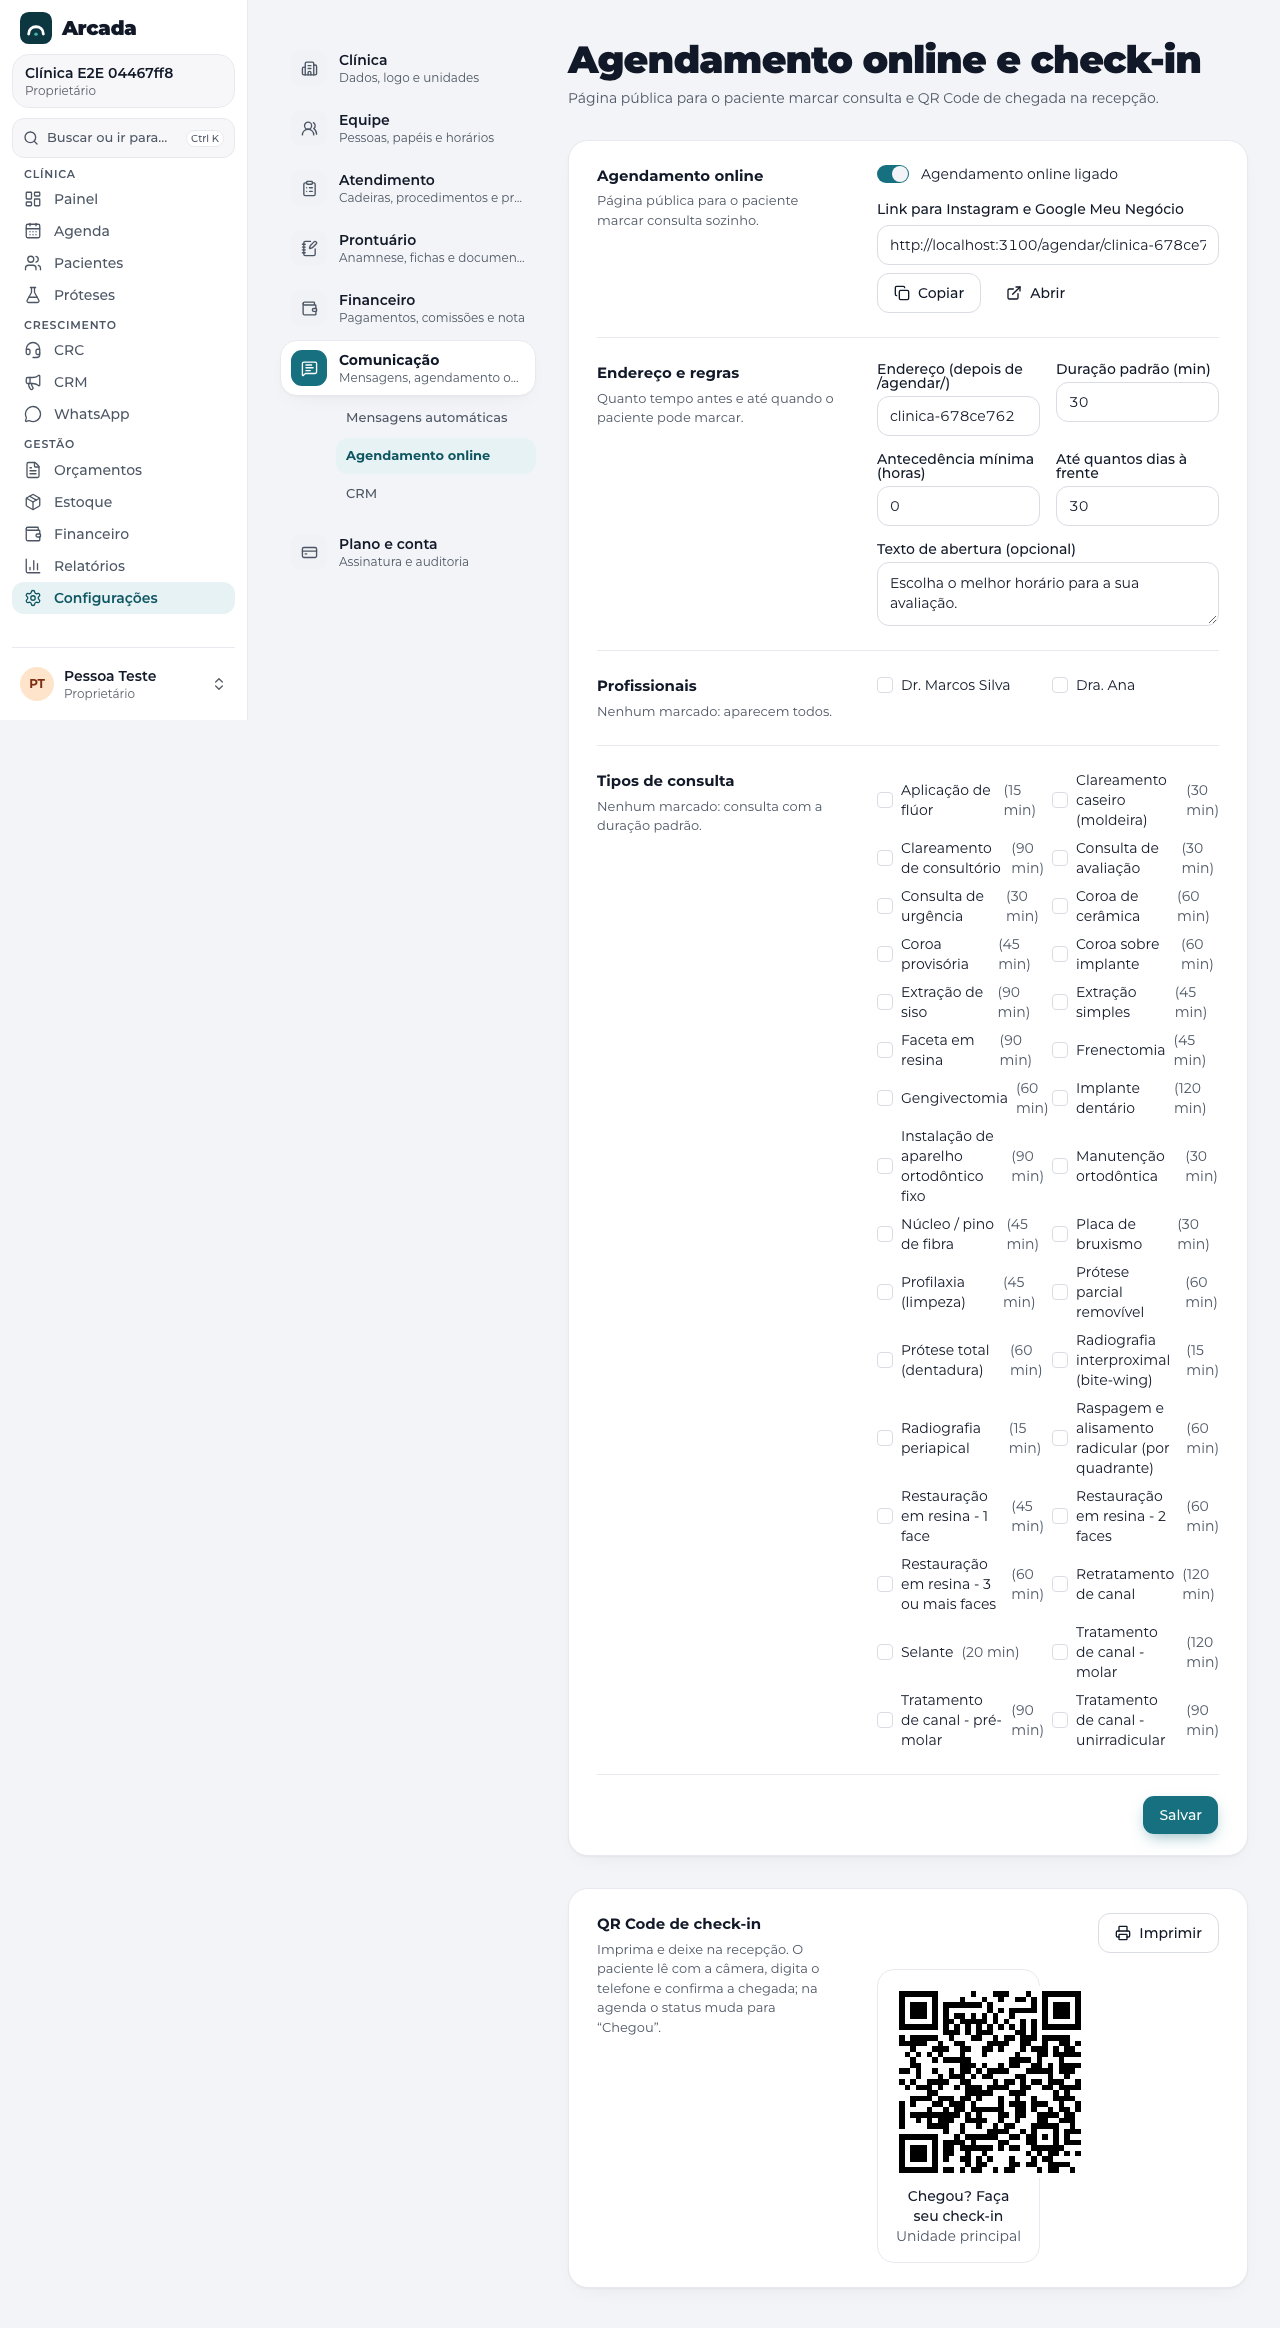 Arcada
Clínica E2E 04467ff8
Proprietário
Buscar ou ir para... Ctrl K
CLÍNICA
Painel
Agenda
Pacientes
Próteses
CRESCIMENTO
CRC
CRM
WhatsApp
GESTÃO
Orçamentos
Estoque
Financeiro
Relatórios
Configurações
PT
Pessoa Teste
Proprietário
Clínica
Dados, logo e unidades
Equipe
Pessoas, papéis e horários
Atendimento
Cadeiras, procedimentos e pr...
Prontuário
Anamnese, fichas e documen...
Financeiro
Pagamentos, comissões e nota
Comunicação
Mensagens, agendamento o...
Mensagens automáticas
Agendamento online
CRM
Plano e conta
Assinatura e auditoria
Agendamento online e check-in
Página pública para o paciente marcar consulta e QR Code de chegada na recepção.
Agendamento online
Página pública para o paciente
marcar consulta sozinho.
Agendamento online ligado
Link para Instagram e Google Meu Negócio
http://localhost:3100/agendar/clinica-678ce7
Copiar
Abrir
Endereço e regras
Quanto tempo antes e até quando o
paciente pode marcar.
Endereço (depois de
/agendar/)
clinica-678ce762
Duração padrão (min)
30
Antecedência mínima
(horas)
0
Até quantos dias à
frente
30
Texto de abertura (opcional)
Escolha o melhor horário para a sua
avaliação.
Profissionais
Nenhum marcado: aparecem todos.
Dr. Marcos Silva
Dra. Ana
Tipos de consulta
Nenhum marcado: consulta com a
duração padrão.
Aplicação de
flúor
(15
min)
Clareamento
caseiro
(moldeira)
(30
min)
Clareamento
de consultório
(90
min)
Consulta de
avaliação
(30
min)
Consulta de
urgência
(30
min)
Coroa de
cerâmica
(60
min)
Coroa
provisória
(45
min)
Coroa sobre
implante
(60
min)
Extração de
siso
(90
min)
Extração
simples
(45
min)
Faceta em
resina
(90
min)
Frenectomia
(45
min)
Gengivectomia
(60
min)
Implante
dentário
(120
min)
Instalação de
aparelho
ortodôntico
fixo
(90
min)
Manutenção
ortodôntica
(30
min)
Núcleo / pino
de fibra
(45
min)
Placa de
bruxismo
(30
min)
Profilaxia
(limpeza)
(45
min)
Prótese
parcial
removível
(60
min)
Prótese total
(dentadura)
(60
min)
Radiografia
interproximal
(bite-wing)
(15
min)
Radiografia
periapical
(15
min)
Raspagem e
alisamento
radicular (por
quadrante)
(60
min)
Restauração
em resina - 1
face
(45
min)
Restauração
em resina - 2
faces
(60
min)
Restauração
em resina - 3
ou mais faces
(60
min)
Retratamento
de canal
(120
min)
Selante (20 min)
Tratamento
de canal -
molar
(120
min)
Tratamento
de canal - pré-
molar
(90
min)
Tratamento
de canal -
unirradicular
(90
min)
Salvar
QR Code de check-in
Imprima e deixe na recepção. O
paciente lê com a câmera, digita o
telefone e confirma a chegada; na
agenda o status muda para
“Chegou”.
Imprimir
Chegou? Faça
seu check-in
Unidade principal